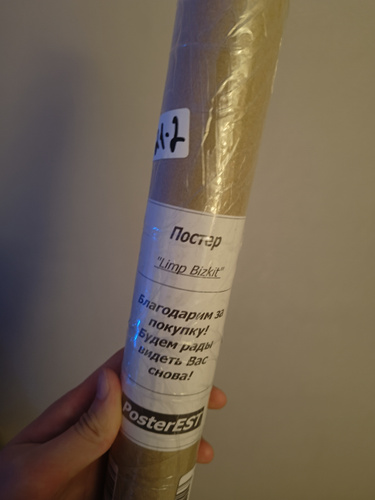 Постер
"Limp Bizkit"
Благодарим за
покупку!
Будем рады
видеть Вас
снова!
PosterEST